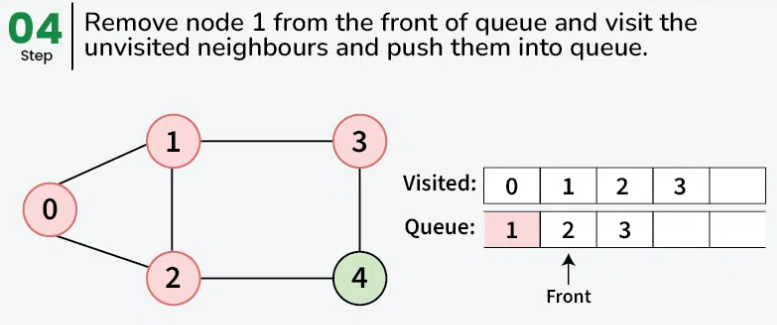 04
Step
Remove node 1 from the front of queue and visit the
unvisited neighbours and push them into queue.
1
3
0
2
4
Visited: 0 1 2 3
Queue: 1 2 3
Front